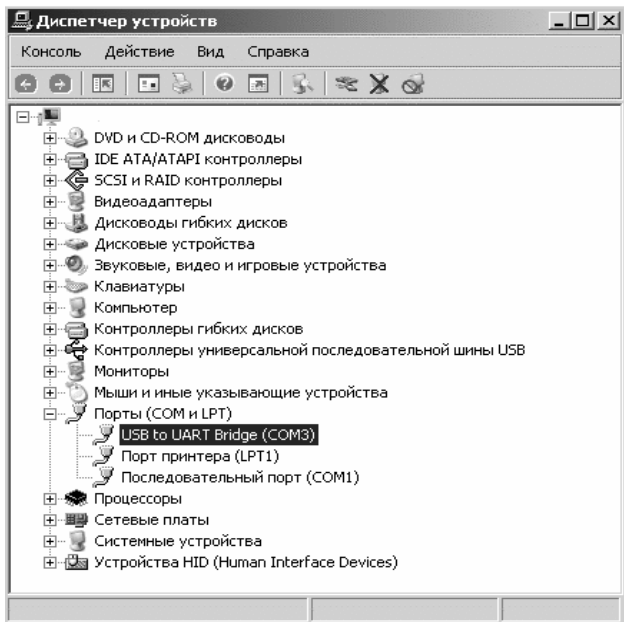 Диспетчер устройств
Консоль Действие Вид Справка
DVD и CD-ROM дисководы
IDE ATA/ATAPI контроллеры
SCSI и RAID контроллеры
Видеоадаптеры
Дисководы гибких дисков
Дисковые устройства
Звуковые, видео и игровые устройства
Клавиатуры
Компьютер
Контроллеры гибких дисков
Контроллеры универсальной последовательной шины USB
Мониторы
Мыши и иные указывающие устройства
Порты (COM и LPT)
USB to UART Bridge (COM3)
Порт принтера (LPT1)
Последовательный порт (COM1)
Процессоры
Сетевые платы
Системные устройства
Устройства HID (Human Interface Devices)